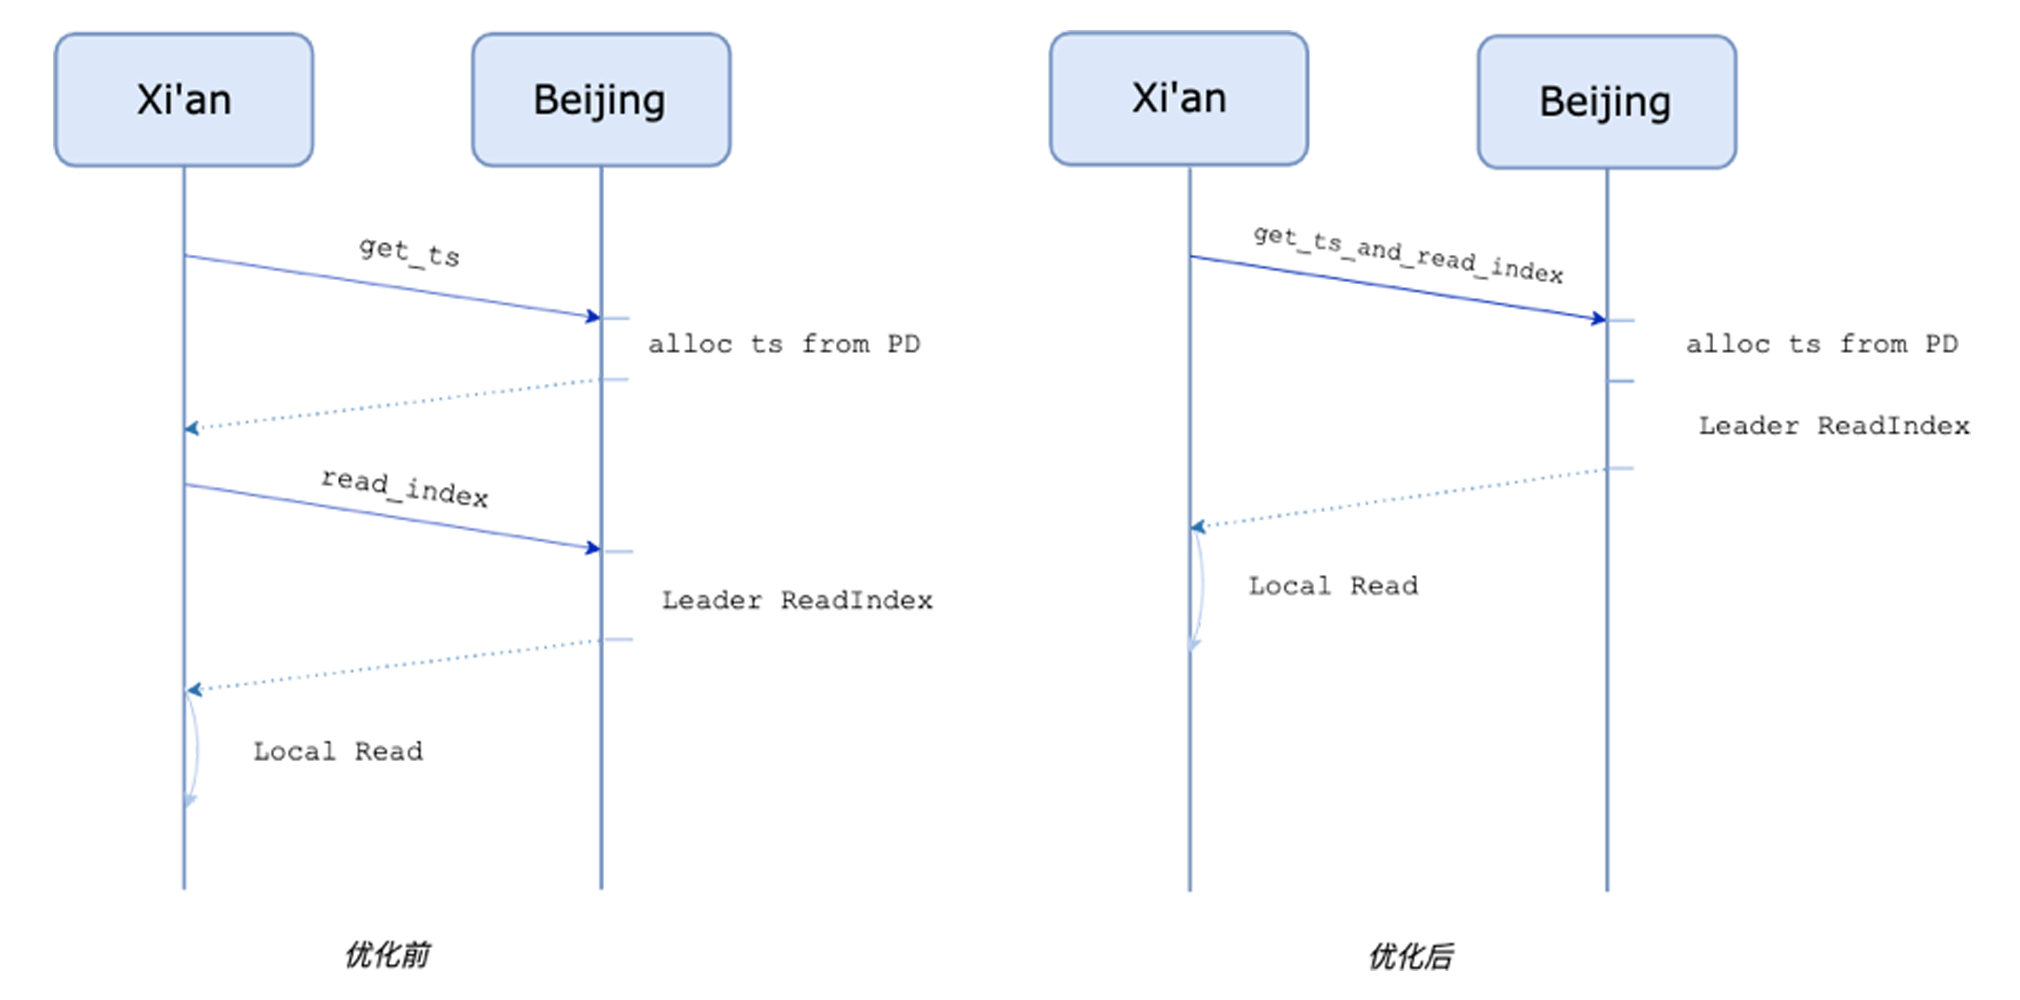 Xi'an
Beijing
get_ts
alloc ts from PD
read_index
Leader ReadIndex
Local Read
优化前
Xi'an
Beijing
get_ts_and_read_index
alloc ts from PD
Leader ReadIndex
Local Read
优化后